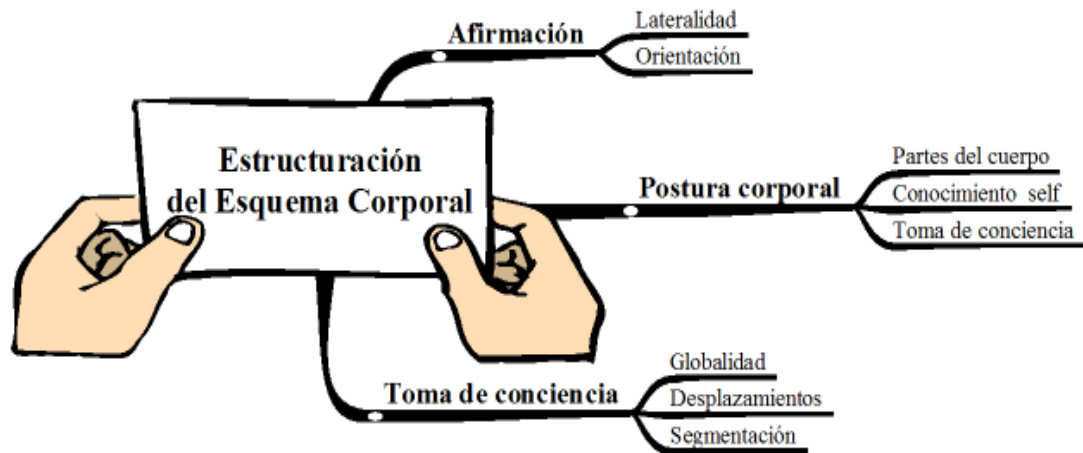 Estructuración
del Esquema Corporal
Afirmación
Lateralidad
Orientación
Postura corporal
Partes del cuerpo
Conocimiento self
Toma de conciencia
Toma de conciencia
Globalidad
Desplazamientos
Segmentación